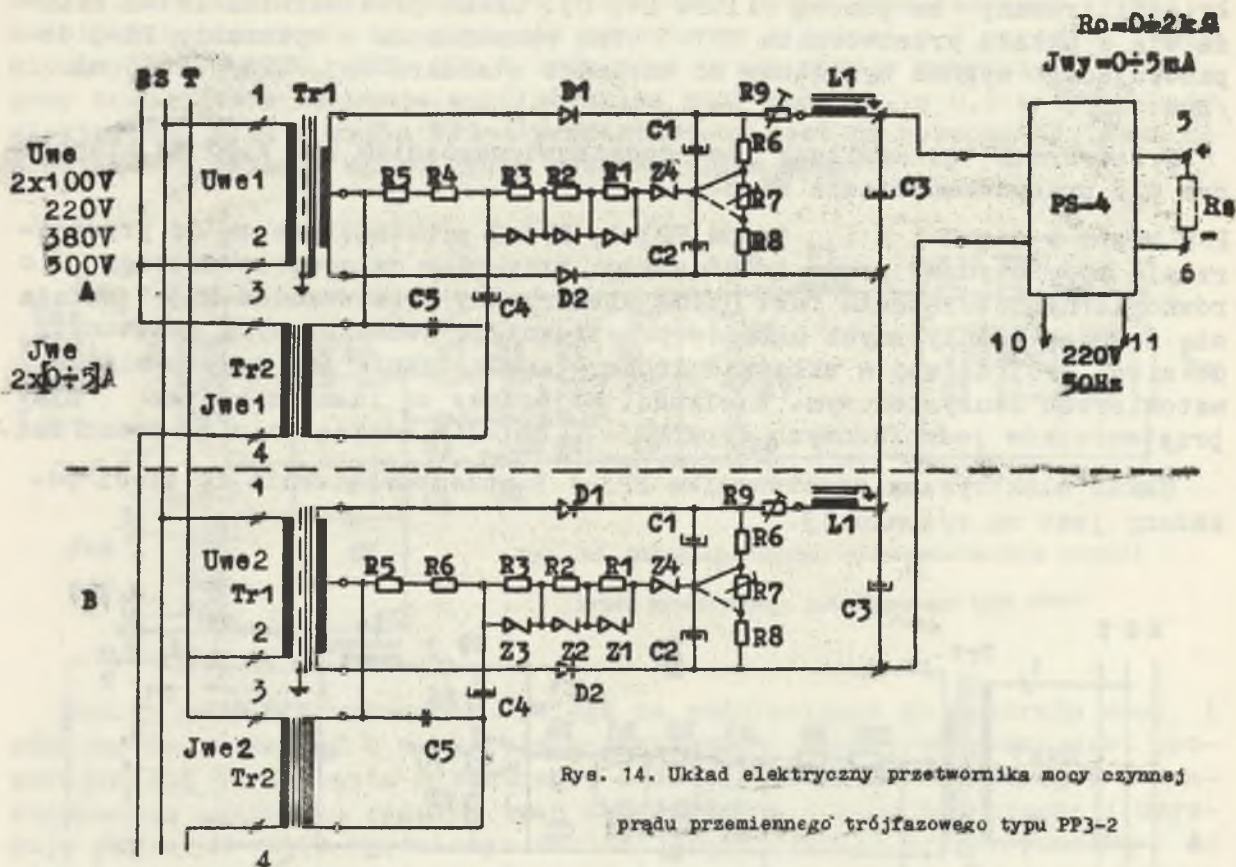 Ro=0÷2kΩ
Jwy=0÷5mA
R S T
1
Tr1
D1
R9
L1
C1
R6
5
+
Uwe
2x100V
220V
380V
500V
A
Uwe1
R5 R4 R3 R2 R1 Z4
R7
C3
PS-4
2
C2
R8
-
6
3
D2
C5
C4
10
11
220V
50Hz
Jwe
2x[0÷5]A
Tr2
Jwe1
4
1
D1
R9
L1
C1
R6
Uwe2
R5 R6 R3 R2 R1 Z4
B
Tr1
R7
C3
2
Z3 Z2 Z1 C2
R8
3
D2
C4
Jwe2
C5
Tr2
4
Rys. 14. Układ elektryczny przetwornika mocy czynnej
prądu przemiennego trójfazowego typu PP3-2